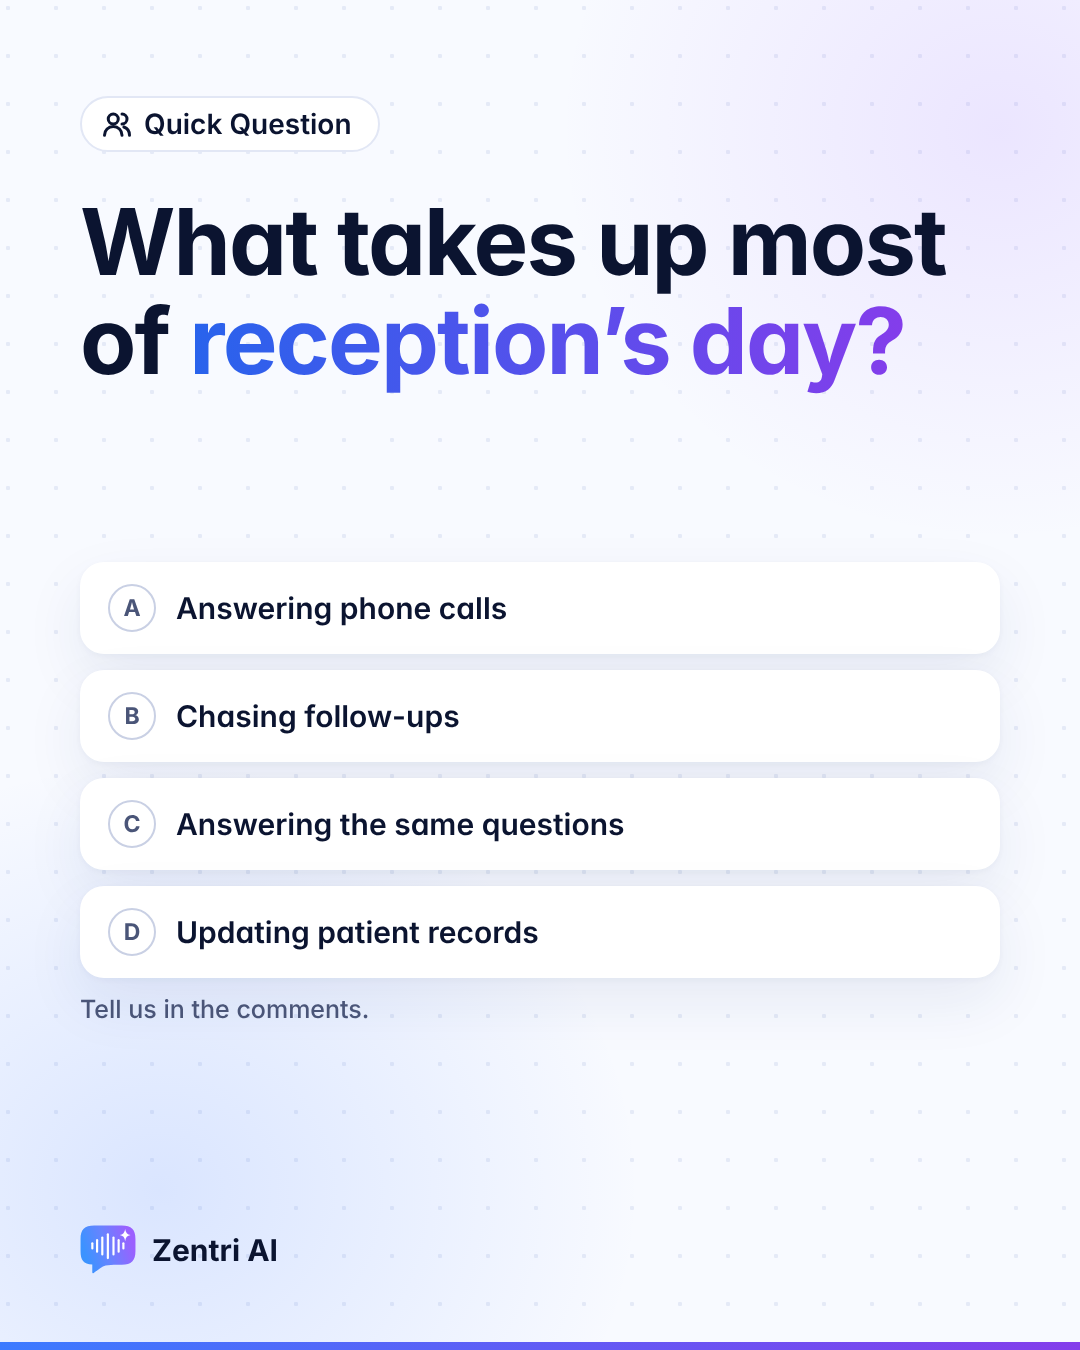 Quick Question
What takes up most
of reception’s day?
A Answering phone calls
B Chasing follow-ups
C Answering the same questions
D Updating patient records
Tell us in the comments.
Zentri AI